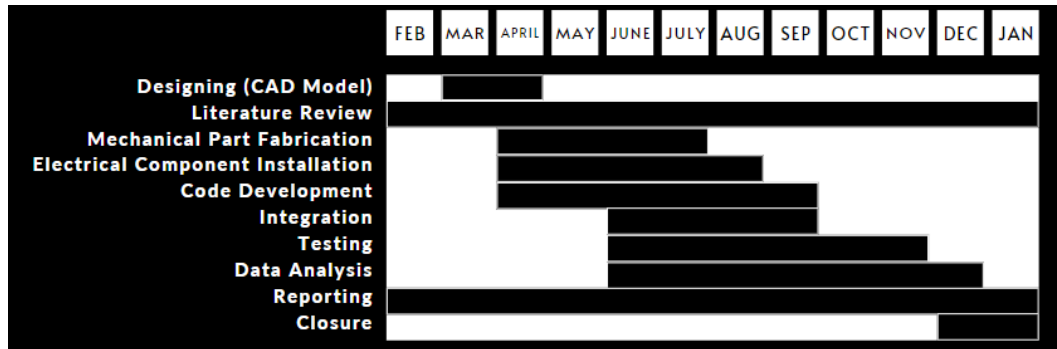 FEB MAR APRIL MAY JUNE JULY AUG SEP OCT NOV DEC JAN
Designing (CAD Model)
Literature Review
Mechanical Part Fabrication
Electrical Component Installation
Code Development
Integration
Testing
Data Analysis
Reporting
Closure